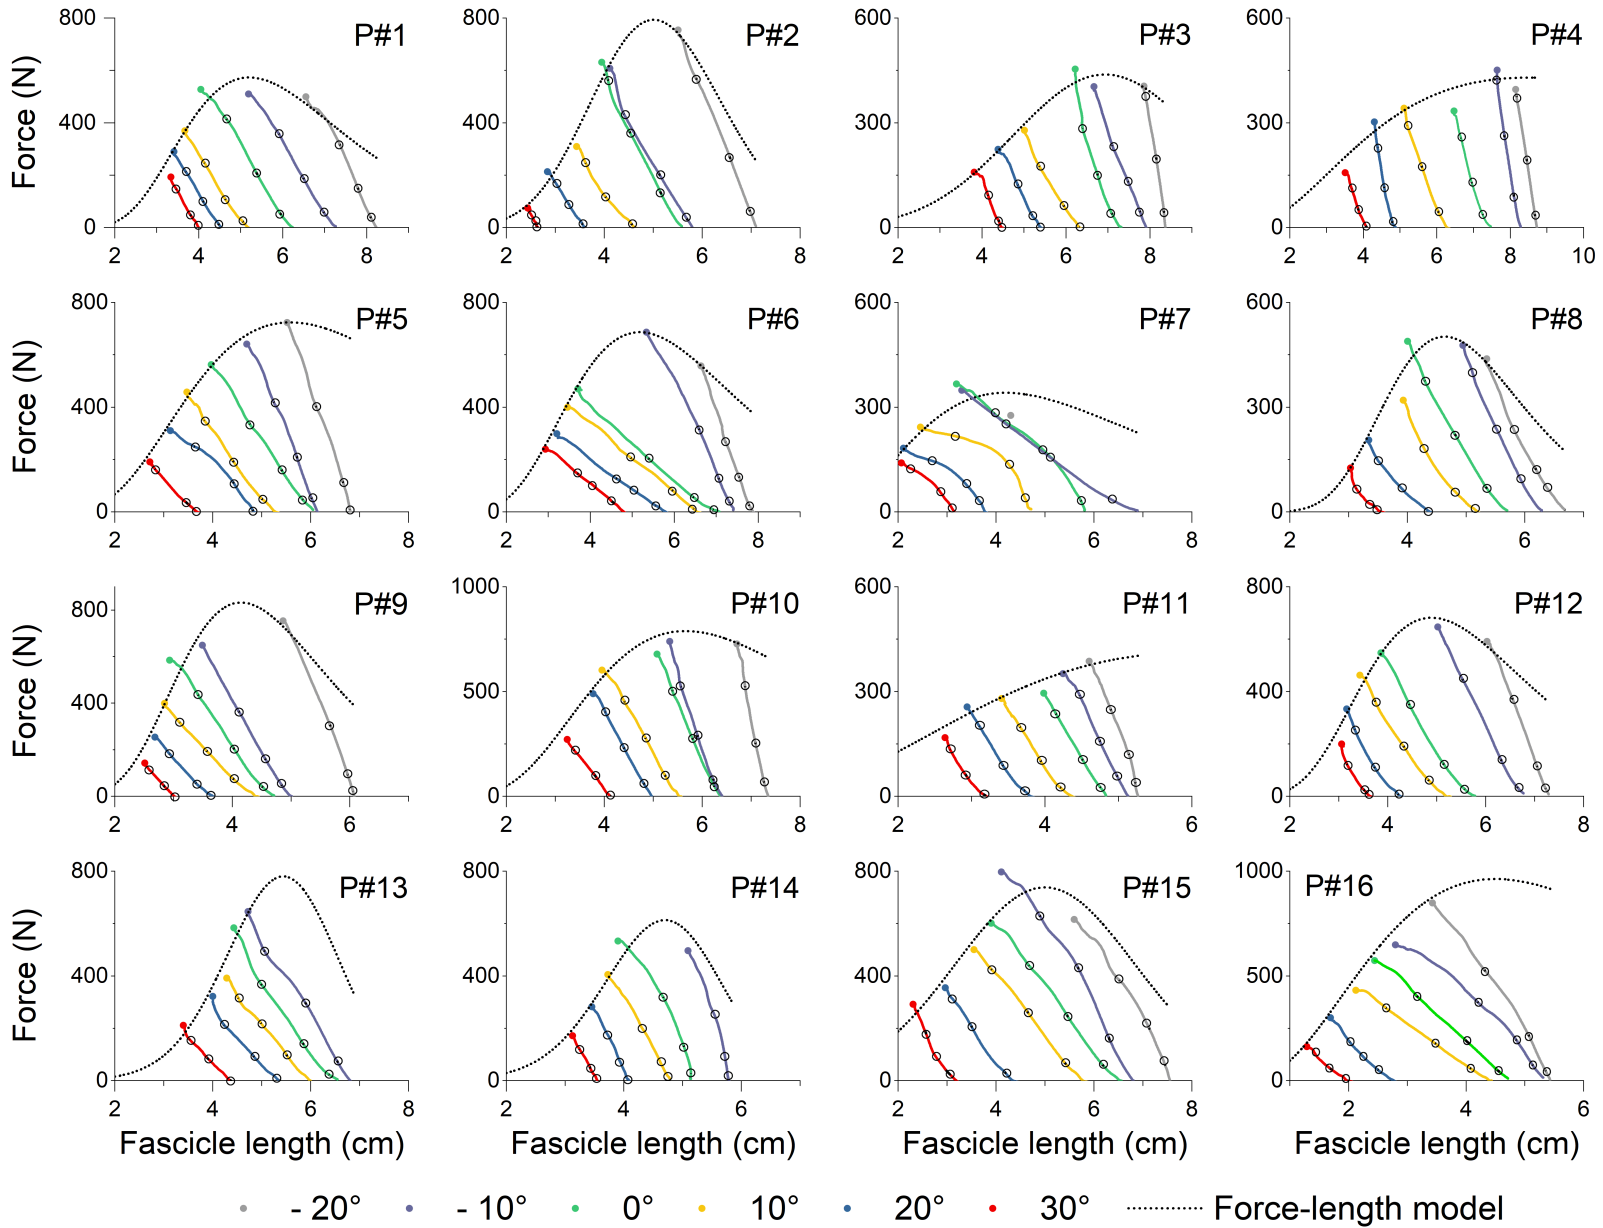 800 P#1 800 P#2 600 P#3 600 P#4
Force (N)
400 400 300 300
0 0 0 0
2 4 6 8 2 4 6 8 2 4 6 8 2 4 6 8 10
800 P#5 800 P#6 600 P#7 600 P#8
Force (N)
400 400 300 300
0 0 0 0
2 4 6 8 2 4 6 8 2 4 6 8 2 4 6
800 P#9 1000 P#10 600 P#11 800 P#12
Force (N)
400 500 300 400
0 0 0 0
2 4 6 2 4 6 8 2 4 6 2 4 6 8
800 P#13 800 P#14 800 P#15 1000 P#16
Force (N)
400 400 400 500
0 0 0 0
2 4 6 8 2 4 6 2 4 6 8 2 4 6
Fascicle length (cm) Fascicle length (cm) Fascicle length (cm) Fascicle length (cm)
- 20° - 10° 0° 10° 20° 30° Force-length model